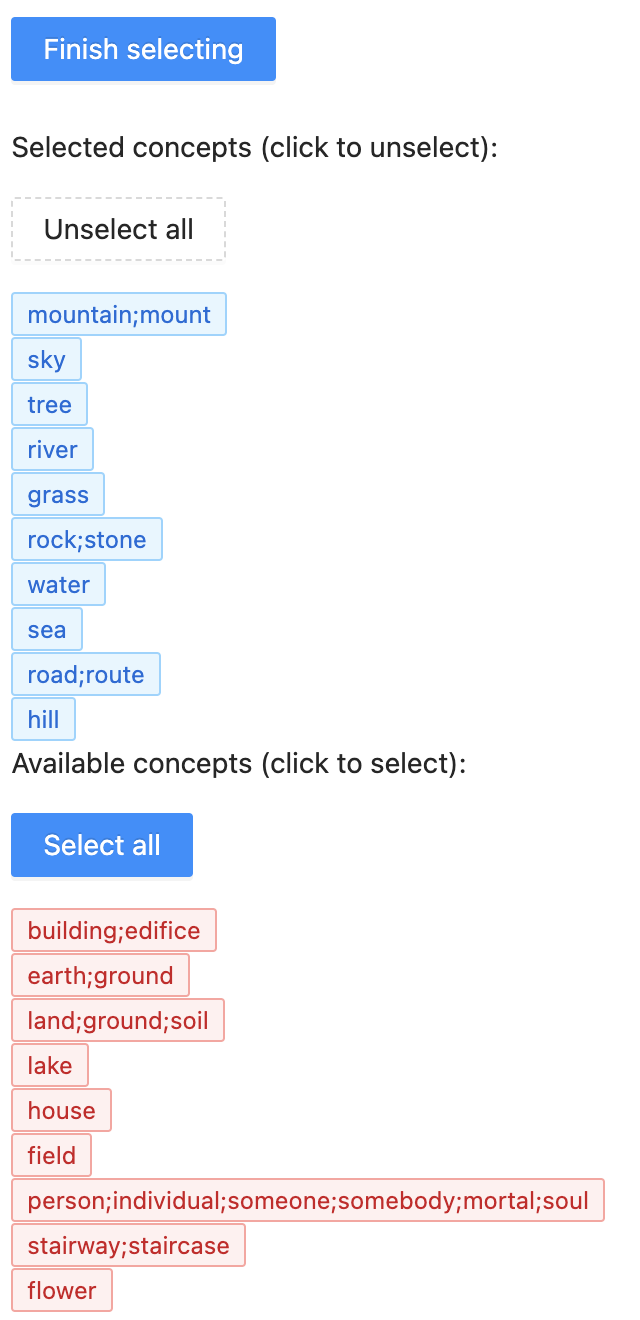 Finish selecting
Selected concepts (click to unselect):
Unselect all
mountain;mount
sky
tree
river
grass
rock;stone
water
sea
road;route
hill
Available concepts (click to select):
Select all
building;edifice
earth;ground
land;ground;soil
lake
house
field
person;individual;someone;somebody;mortal;soul
stairway;staircase
flower